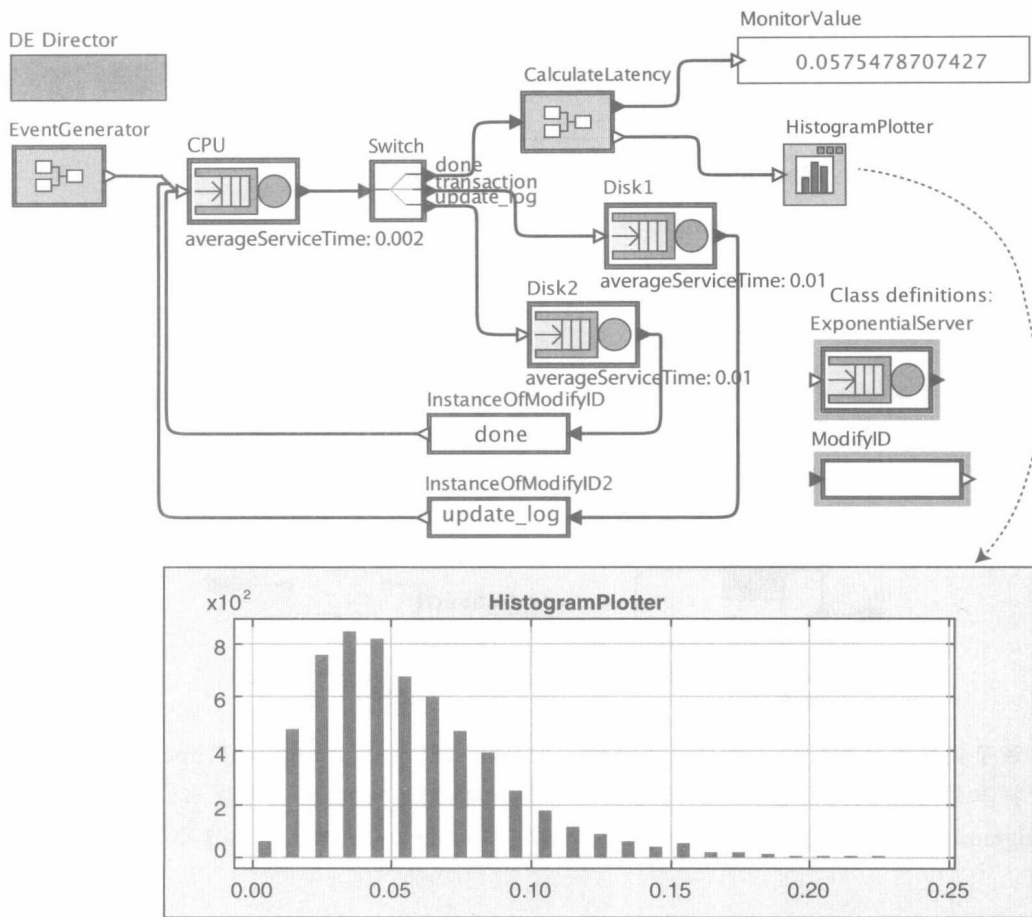 MonitorValue
DE Director
0.0575478707427
CalculateLatency
EventGenerator
HistogramPlotter
CPU
Switch
done
transaction
update_log
Disk1
averageServiceTime: 0.002
averageServiceTime: 0.01
Disk2
Class definitions:
ExponentialServer
averageServiceTime: 0.01
InstanceOfModifyID
done
ModifyID
InstanceOfModifyID2
update_log
x10²
HistogramPlotter
8
6
4
2
0
0.00 0.05 0.10 0.15 0.20 0.25